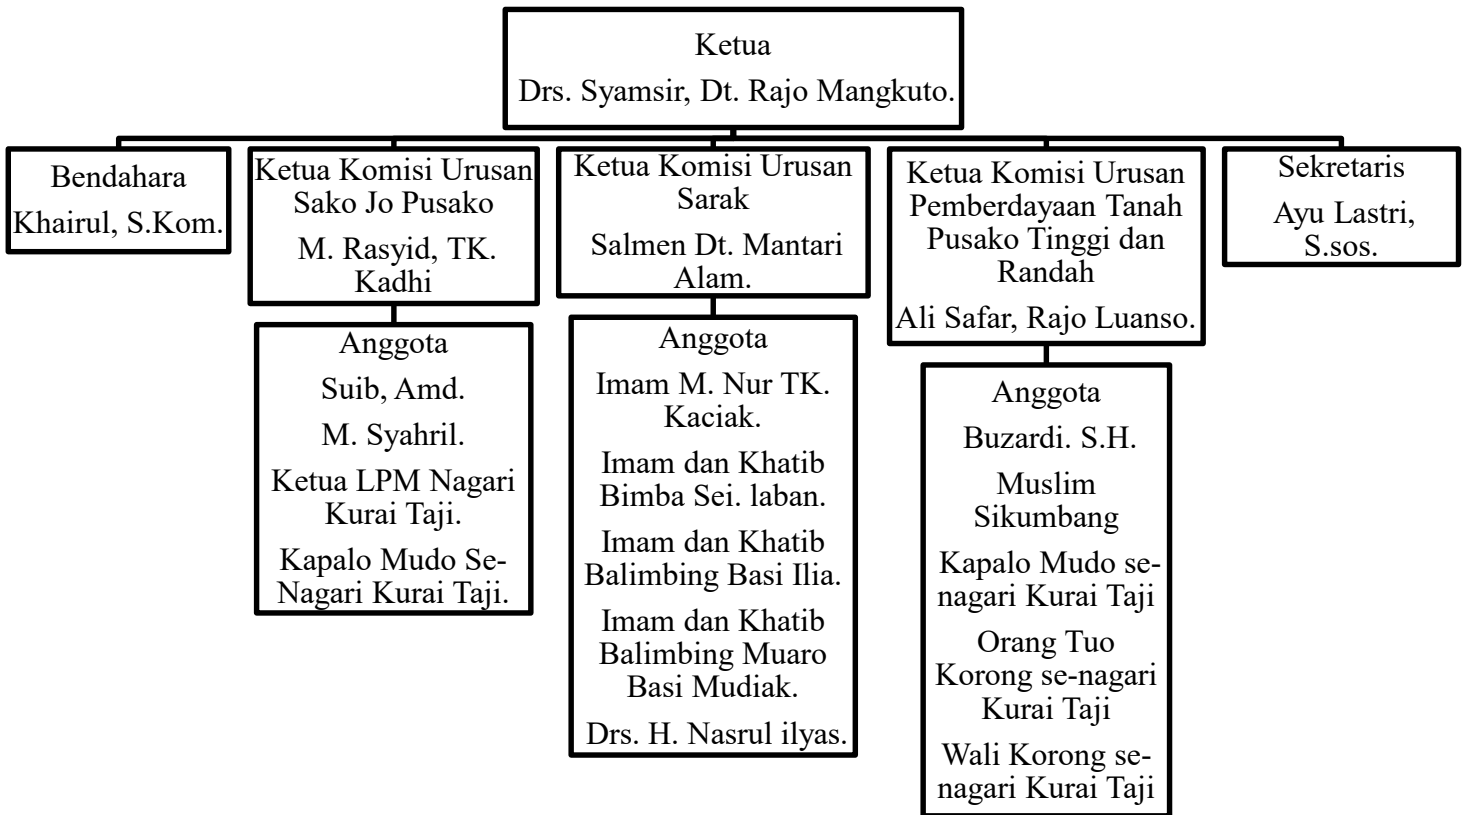 Ketua
Drs. Syamsir, Dt. Rajo Mangkuto.
Bendahara
Khairul, S.Kom.
Ketua Komisi Urusan
Sako Jo Pusako
M. Rasyid, TK.
Kadhi
Anggota
Suib, Amd.
M. Syahril.
Ketua LPM Nagari
Kurai Taji.
Kapalo Mudo Se-
Nagari Kurai Taji.
Ketua Komisi Urusan
Sarak
Salmen Dt. Mantari
Alam.
Anggota
Imam M. Nur TK.
Kaciak.
Imam dan Khatib
Bimba Sei. laban.
Imam dan Khatib
Balimbing Basi Ilia.
Imam dan Khatib
Balimbing Muaro
Basi Mudiak.
Drs. H. Nasrul ilyas.
Ketua Komisi Urusan
Pemberdayaan Tanah
Pusako Tinggi dan
Randah
Ali Safar, Rajo Luanso.
Anggota
Buzardi. S.H.
Muslim
Sikumbang
Kapalo Mudo se-
nagari Kurai Taji
Orang Tuo
Korong se-nagari
Kurai Taji
Wali Korong se-
nagari Kurai Taji
Sekretaris
Ayu Lastri,
S.sos.